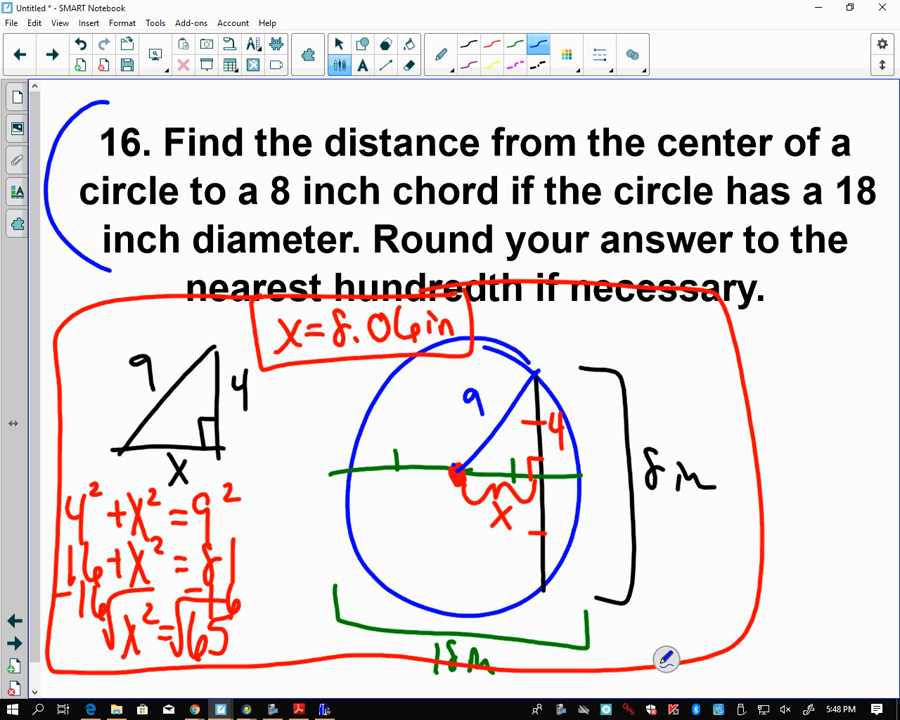 Untitled * - SMART Notebook
File Edit View Insert Format Tools Add-ons Account Help
16. Find the distance from the center of a
circle to a 8 inch chord if the circle has a 18
inch diameter. Round your answer to the
nearest hundredth if necessary.
x=8.06in
9
4
x
9
4
x
8 in
4² + x² = 9²
16 + x² = 81
-16 -16
√x² = √65
18 in
5:48 PM